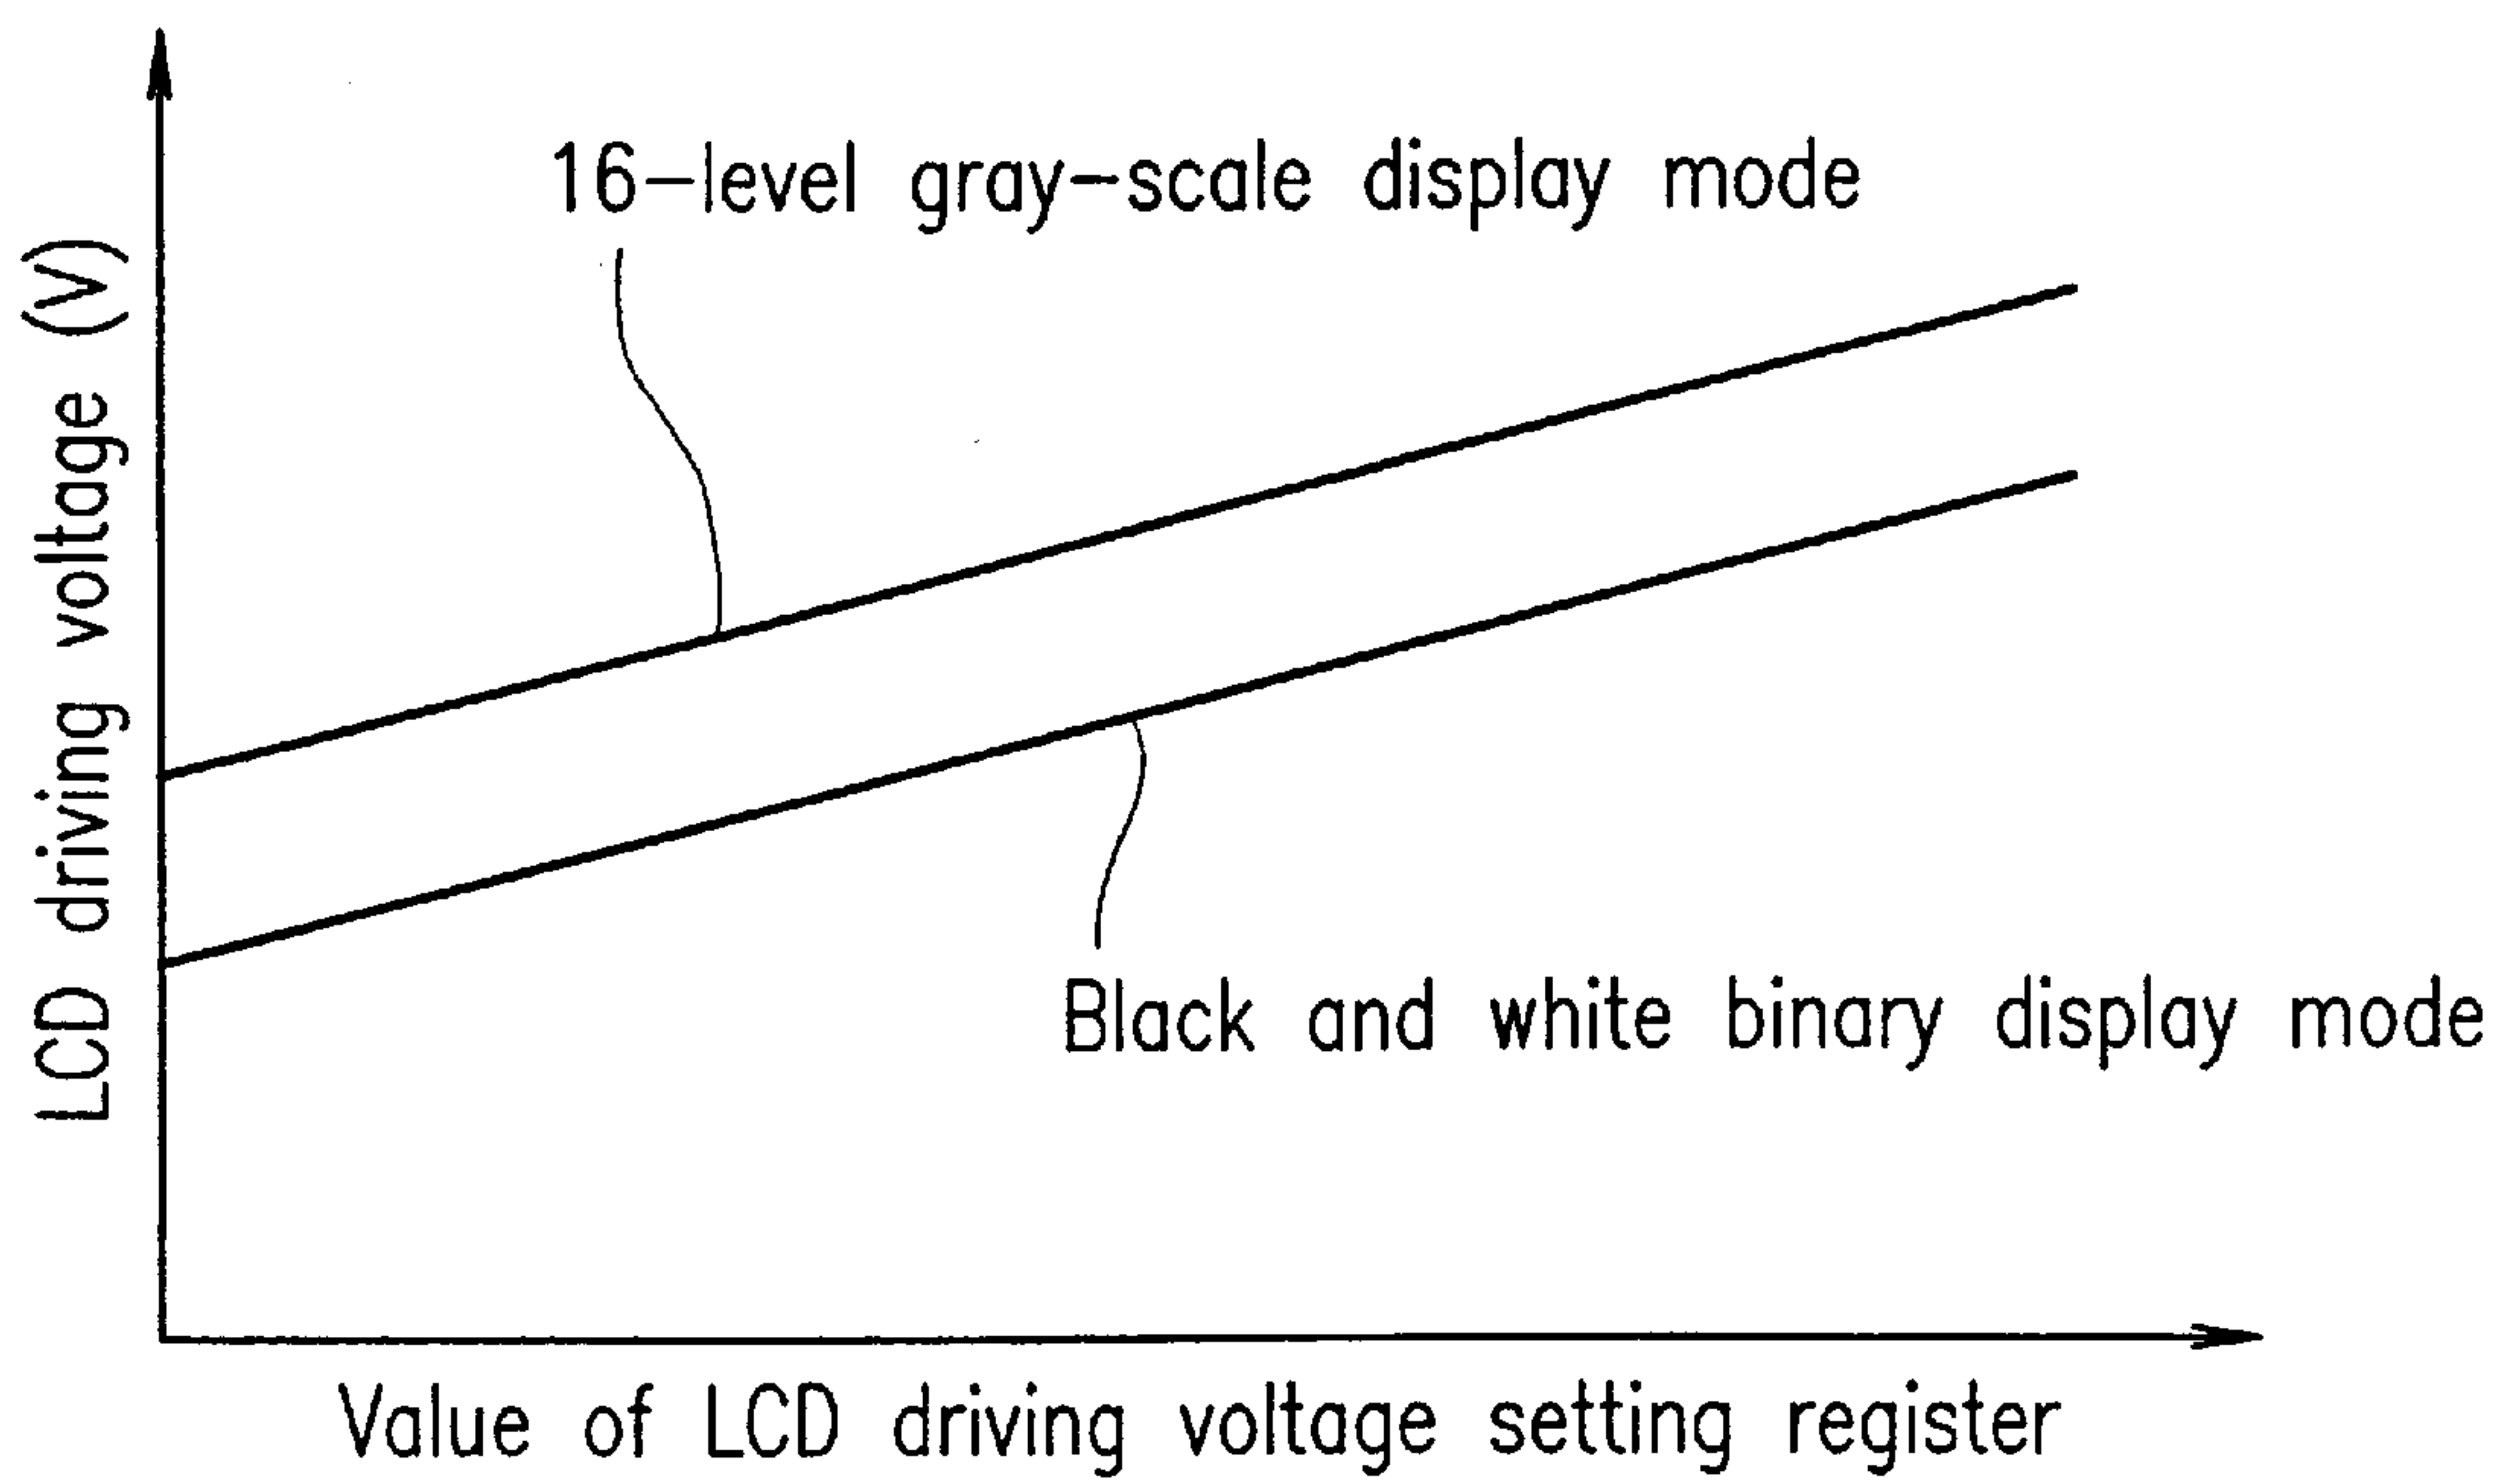 16-level gray-scale display mode
LCD driving voltage (V)
Black and white binary display mode
Value of LCD driving voltage setting register